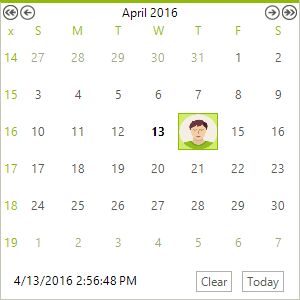 April 2016
x S M T W T F S
14 27 28 29 30 31 1 2
15 3 4 5 6 7 8 9
16 10 11 12 13 15 16
17 17 18 19 20 21 22 23
18 24 25 26 27 28 29 30
19 1 2 3 4 5 6 7
4/13/2016 2:56:48 PM Clear Today